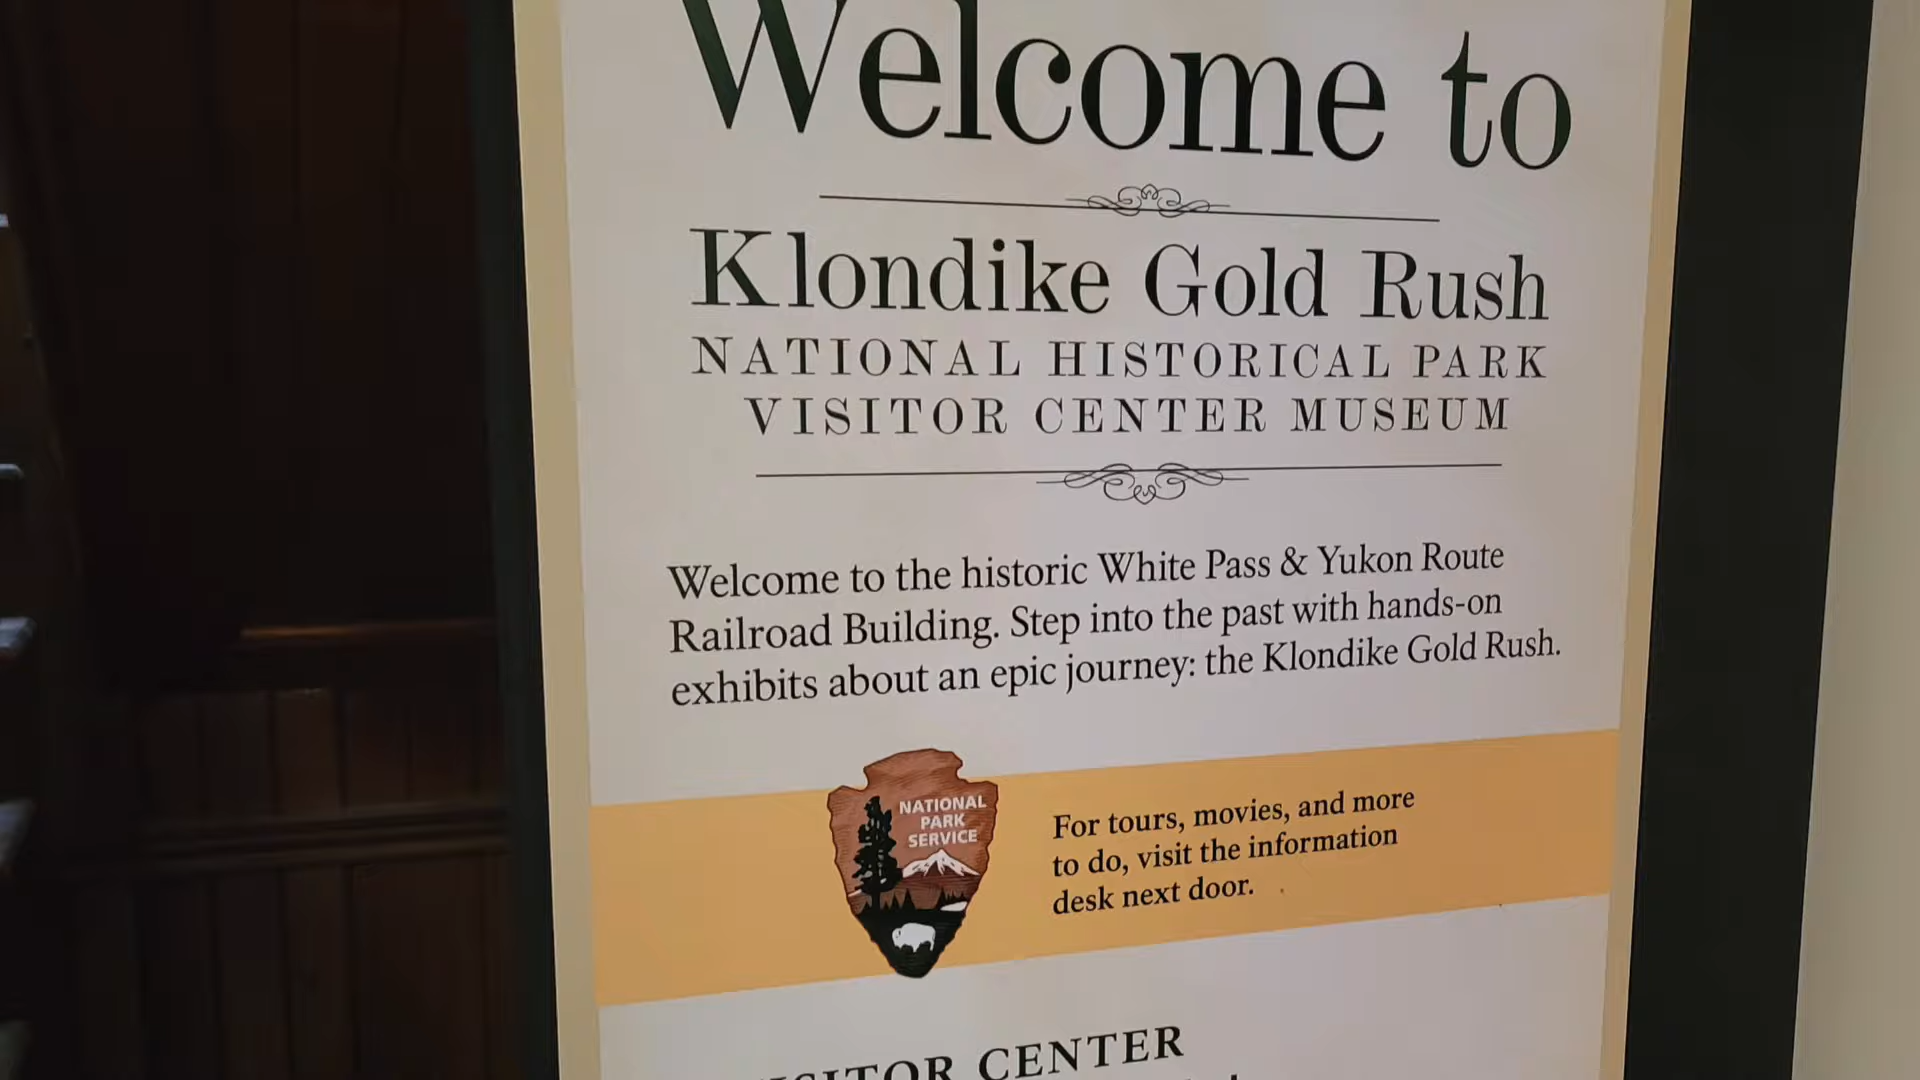 Welcome to
Klondike Gold Rush
NATIONAL HISTORICAL PARK
VISITOR CENTER MUSEUM
Welcome to the historic White Pass & Yukon Route
Railroad Building. Step into the past with hands-on
exhibits about an epic journey: the Klondike Gold Rush.
NATIONAL
PARK
SERVICE
For tours, movies, and more
to do, visit the information
desk next door.
CENTER